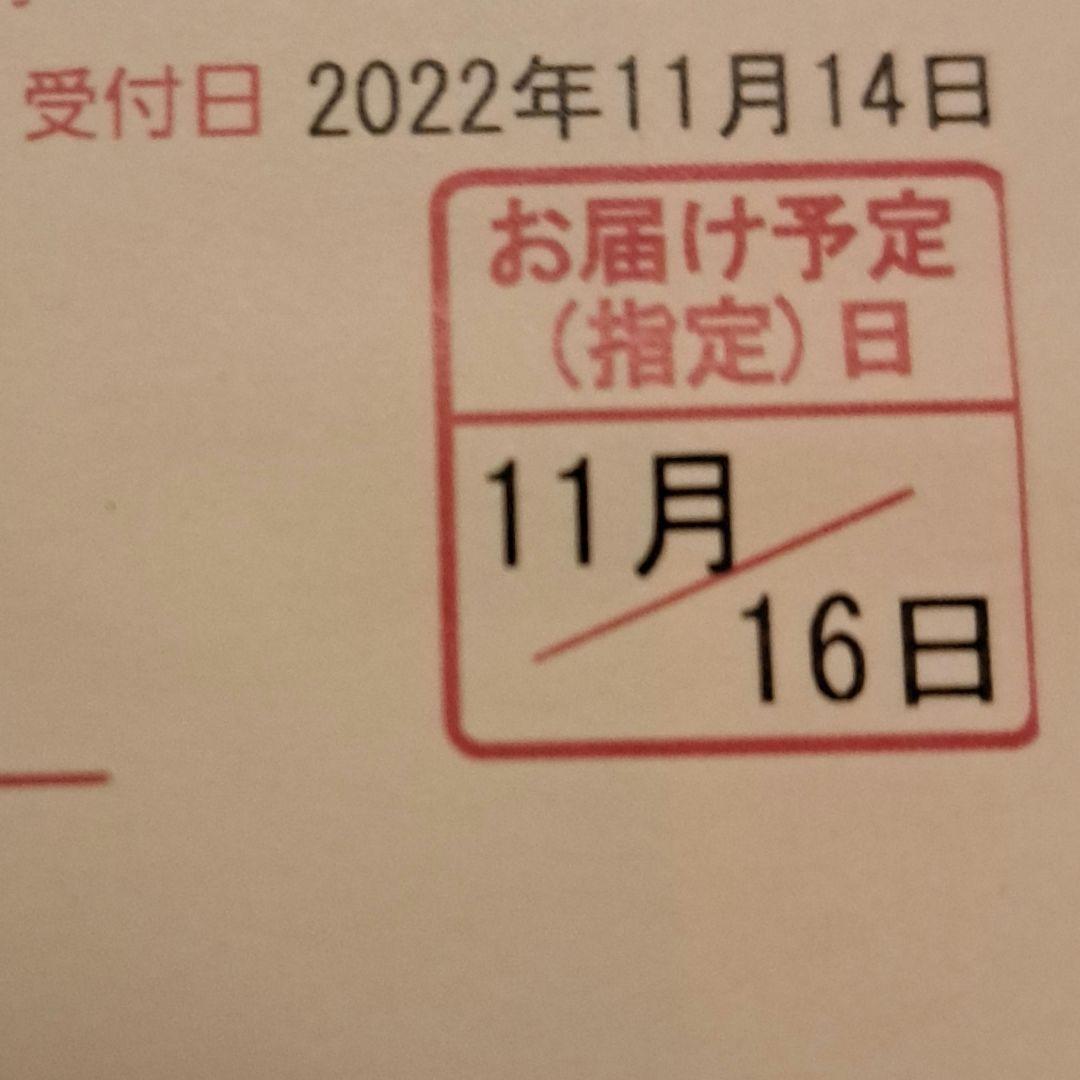 受付日 2022年11月14日
お届け予定
（指定）日
11月
16日